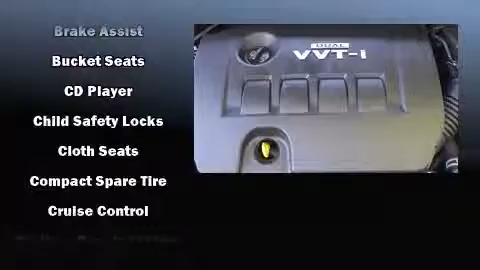 Brake Assist
Bucket Seats
CD Player
Child Safety Locks
Cloth Seats
Compact Spare Tire
Cruise Control
DUAL
VVT-i